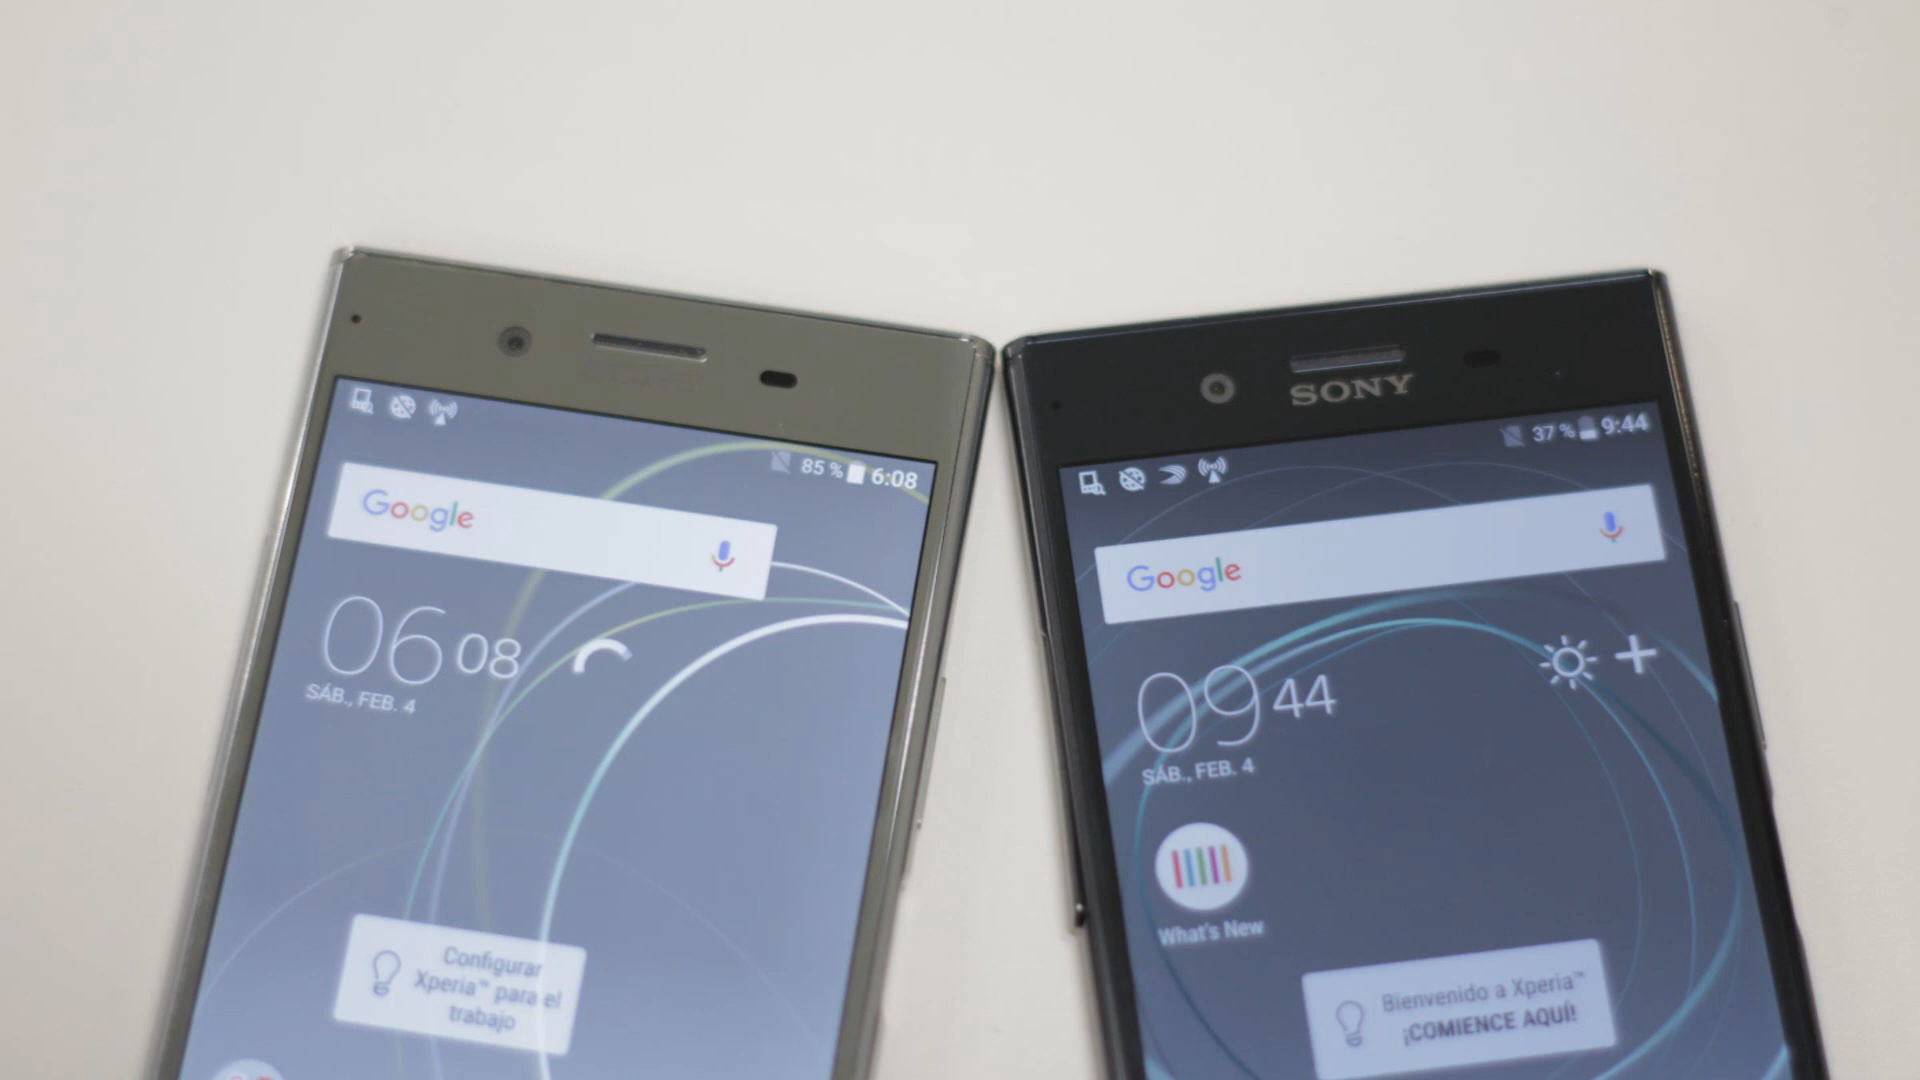 85 % 6:08
Google
06 08
SÁB., FEB. 4
Configurar
Xperia™ para el
trabajo
SONY
37 % 9:44
Google
09 44
SÁB., FEB. 4
What's New
Bienvenido a Xperia™
¡COMIENCE AQUÍ!